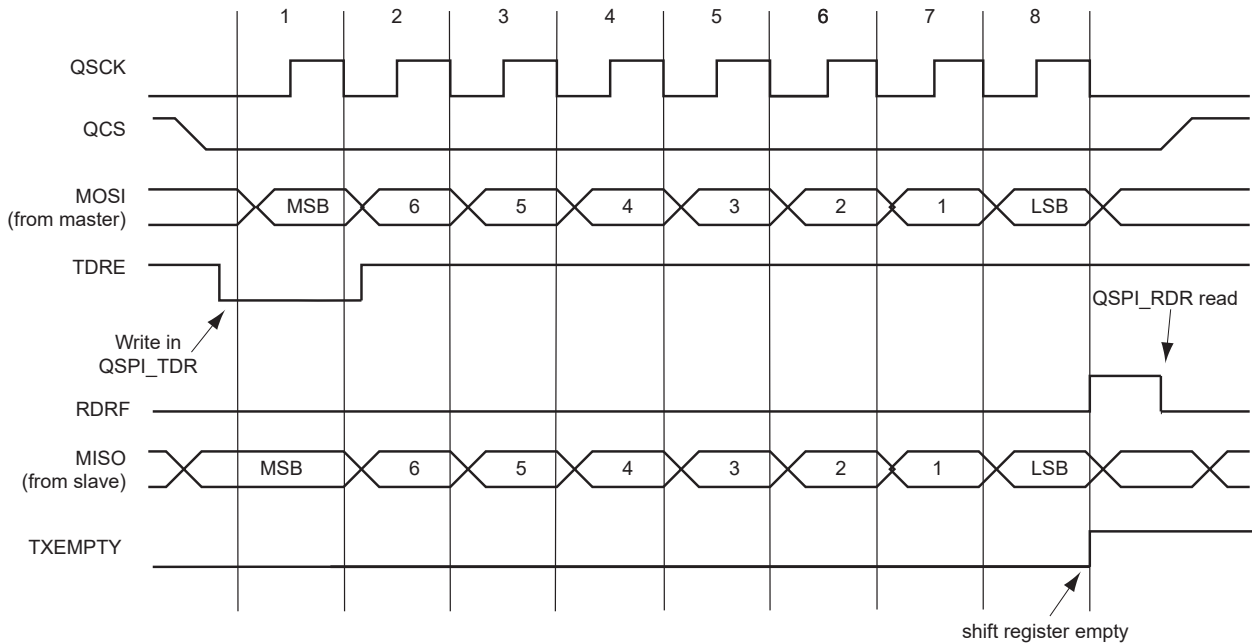 1 2 3 4 5 6 7 8
QSCK
QCS
MOSI
(from master)
MSB 6 5 4 3 2 1 LSB
TDRE
Write in
QSPI_TDR
QSPI_RDR read
RDRF
MISO
(from slave)
MSB 6 5 4 3 2 1 LSB
TXEMPTY
shift register empty